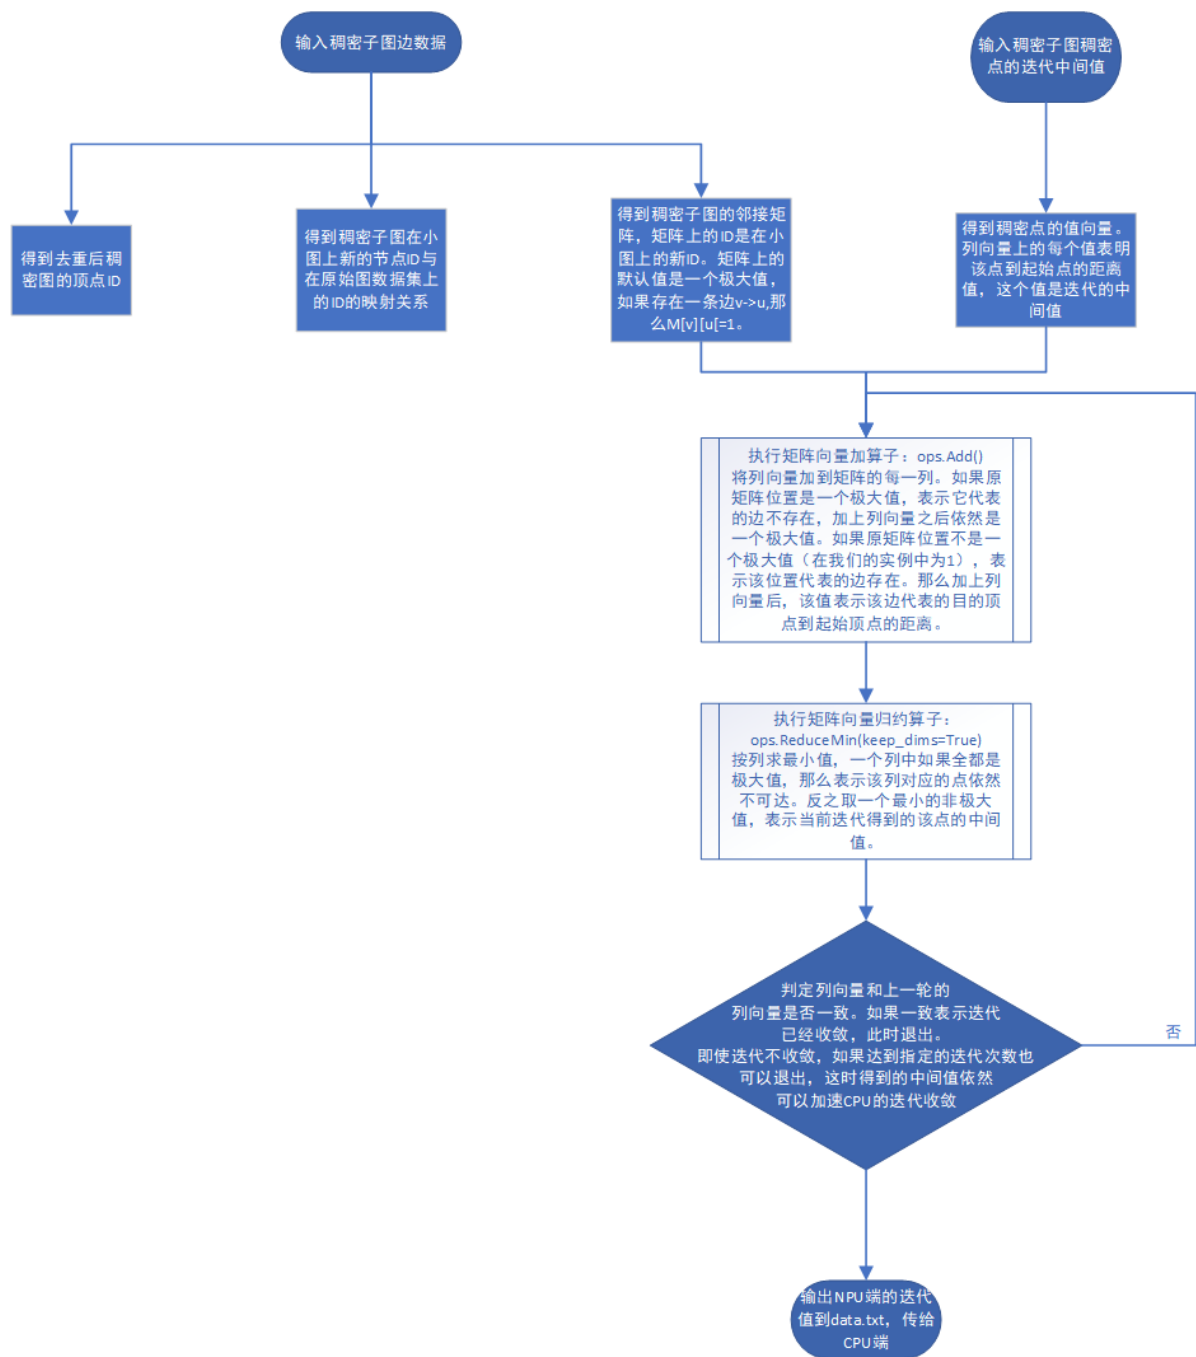 输入稠密子图边数据
输入稠密子图稠密
点的迭代中间值
得到去重后稠
密图的顶点ID
得到稠密子图在小
图上新的节点ID与
在原始图数据集上
的ID的映射关系
得到稠密子图的邻接矩
阵，矩阵上的ID是在小
图上的新ID。矩阵上的
默认值是一个极大值，
如果存在一条边v->u,那
么M[v][u[=1。
得到稠密点的值向量。
列向量上的每个值表明
该点到起始点的距离
值，这个值是迭代的中
间值
执行矩阵向量加算子：ops.Add()
将列向量加到矩阵的每一列。如果原
矩阵位置是一个极大值，表示它代表
的边不存在，加上列向量之后依然是
一个极大值。如果原矩阵位置不是一
个极大值（在我们的实例中为1），表
示该位置代表的边存在。那么加上列
向量后，该值表示该边代表的目的顶
点到起始顶点的距离。
执行矩阵向量归约算子：
ops.ReduceMin(keep_dims=True)
按列求最小值，一个列中如果全都是
极大值，那么表示该列对应的点依然
不可达。反之取一个最小的非极大
值，表示当前迭代得到的该点的中间
值。
判定列向量和上一轮的
列向量是否一致。如果一致表示迭代
已经收敛，此时退出。
即使迭代不收敛，如果达到指定的迭代次数也
可以退出，这时得到的中间值依然
可以加速CPU的迭代收敛
否
输出NPU端的迭代
值到data.txt，传给
CPU端